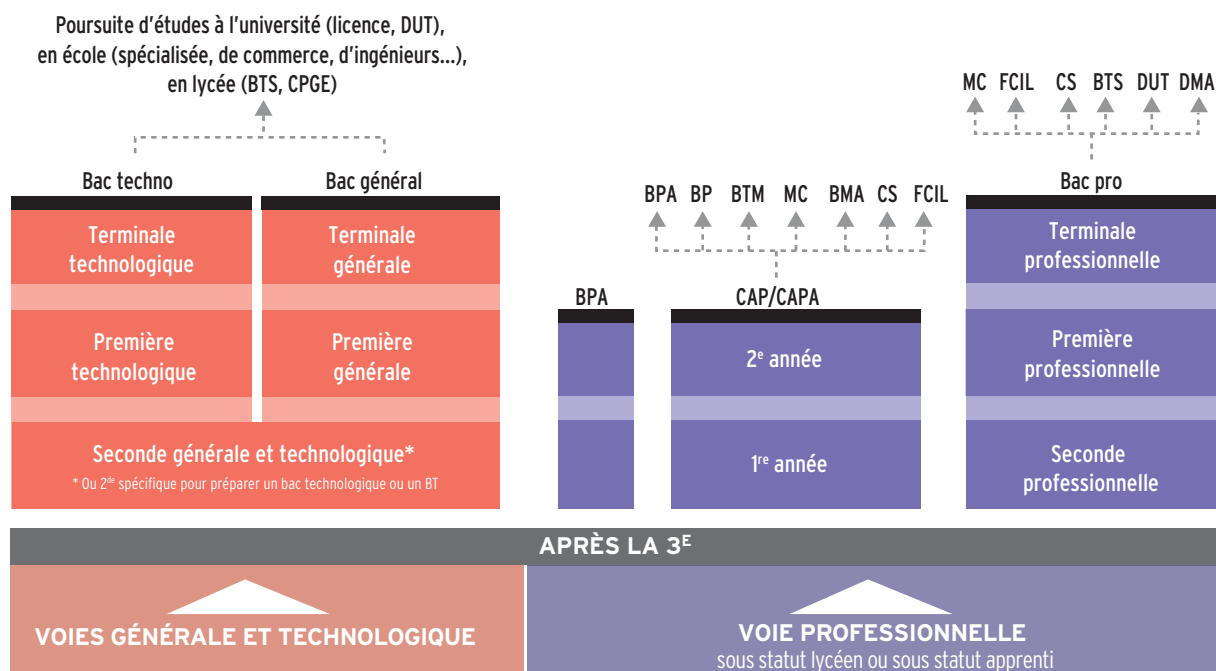 Poursuite d'études à l'université (licence, DUT),
en école (spécialisée, de commerce, d'ingénieurs...),
en lycée (BTS, CPGE)
MC FCIL CS BTS DUT DMA
Bac techno
Bac général
Bac pro
BPA BP BTM MC BMA CS FCIL
Terminale
technologique
Terminale
générale
Terminale
professionnelle
BPA
CAP/CAPA
Première
technologique
Première
générale
2e année
Première
professionnelle
Seconde générale et technologique*
* Ou 2de spécifique pour préparer un bac technologique ou un BT
1re année
Seconde
professionnelle
APRÈS LA 3E
VOIES GÉNÉRALE ET TECHNOLOGIQUE
VOIE PROFESSIONNELLE
sous statut lycéen ou sous statut apprenti